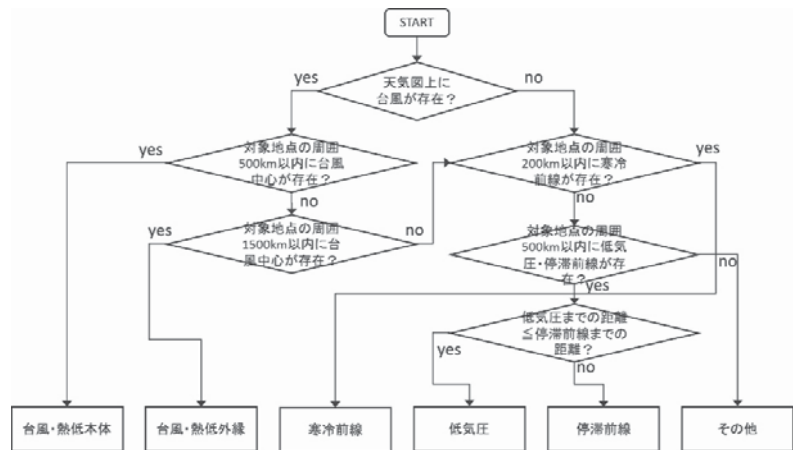 START
天気図上に
台風が存在？
yes
no
対象地点の周囲
500km以内に台風
中心が存在？
yes
no
対象地点の周囲
200km以内に寒冷
前線が存在？
yes
no
対象地点の周囲
1500km以内に台
風中心が存在？
yes
no
対象地点の周囲
500km以内に低気
圧・停滞前線が存
在？
no
yes
低気圧までの距離
≦停滞前線までの
距離？
yes
no
台風・熱低本体
台風・熱低外縁
寒冷前線
低気圧
停滞前線
その他